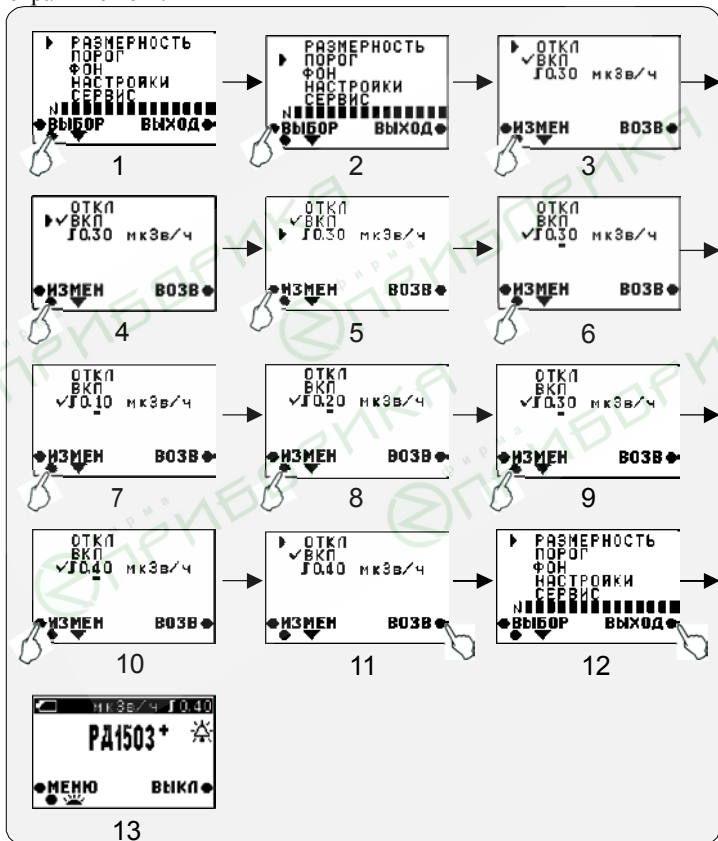 РАЗМЕРНОСТЬ
ПОРОГ
ФОН
НАСТРОЙКИ
СЕРВИС
N
ВЫБОР ВЫХОД
1
РАЗМЕРНОСТЬ
ПОРОГ
ФОН
НАСТРОЙКИ
СЕРВИС
N
ВЫБОР ВЫХОД
2
ОТКЛ
ВКЛ
0.30 мкЗв/ч
ИЗМЕН ВОЗВ
3
ОТКЛ
ВКЛ
0.30 мкЗв/ч
ИЗМЕН ВОЗВ
4
ОТКЛ
ВКЛ
0.30 мкЗв/ч
ИЗМЕН ВОЗВ
5
ОТКЛ
ВКЛ
0.30 мкЗв/ч
ИЗМЕН ВОЗВ
6
ОТКЛ
ВКЛ
0.10 мкЗв/ч
ИЗМЕН ВОЗВ
7
ОТКЛ
ВКЛ
0.20 мкЗв/ч
ИЗМЕН ВОЗВ
8
ОТКЛ
ВКЛ
0.30 мкЗв/ч
ИЗМЕН ВОЗВ
9
ОТКЛ
ВКЛ
0.40 мкЗв/ч
ИЗМЕН ВОЗВ
10
ОТКЛ
ВКЛ
0.40 мкЗв/ч
ИЗМЕН ВОЗВ
11
РАЗМЕРНОСТЬ
ПОРОГ
ФОН
НАСТРОЙКИ
СЕРВИС
N
ВЫБОР ВЫХОД
12
мкЗв/ч 0.40
РД1503+
МЕНЮ ВЫКЛ
13
фирма
ПРИБОРИКА